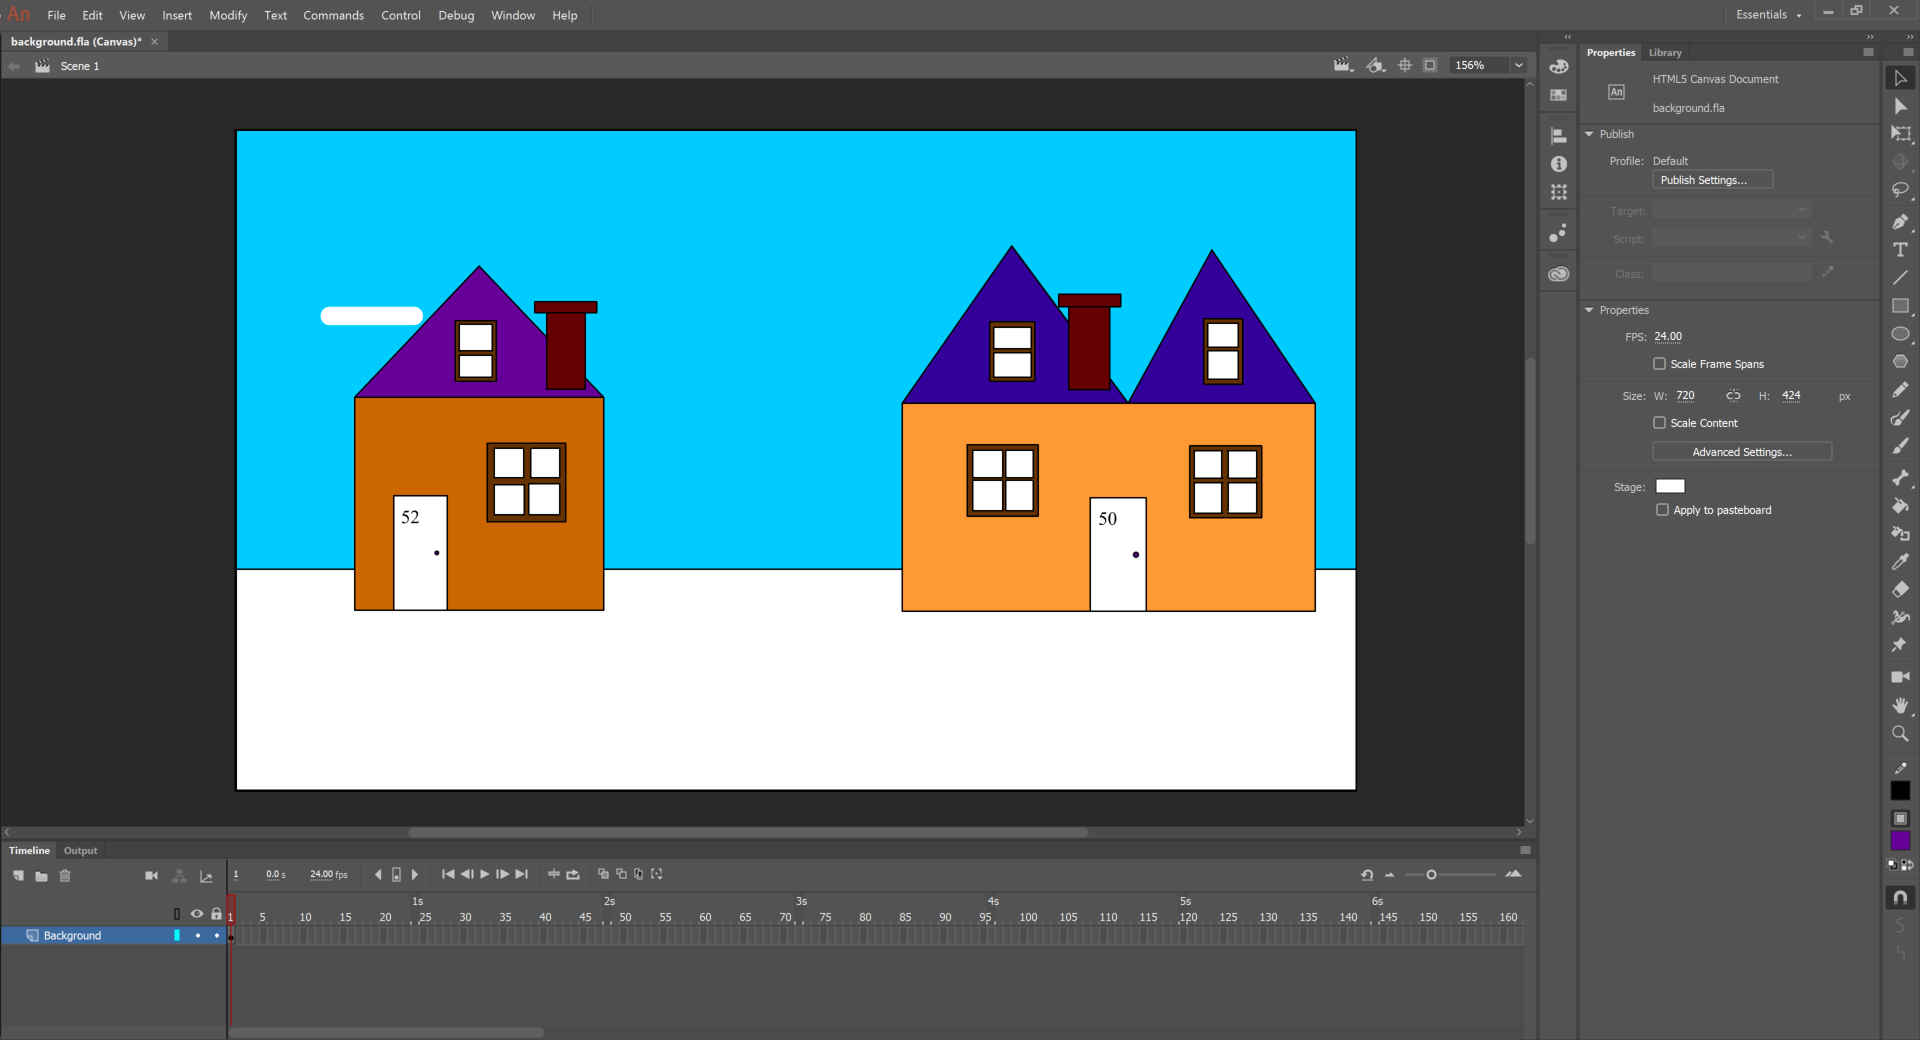 An File Edit View Insert Modify Text Commands Control Debug Window Help Essentials
background.fla (Canvas)* ×
Scene 1 156%
52
50
Properties Library
HTML5 Canvas Document
An
background.fla
Publish
Profile: Default
Publish Settings...
Target:
Script:
Class:
Properties
FPS: 24.00
Scale Frame Spans
Size: W: 720 H: 424 px
Scale Content
Advanced Settings...
Stage:
Apply to pasteboard
Timeline Output
1 0.0 s 24.00 fps
1s 2s 3s 4s 5s 6s
1 5 10 15 20 25 30 35 40 45 50 55 60 65 70 75 80 85 90 95 100 105 110 115 120 125 130 135 140 145 150 155 160
Background